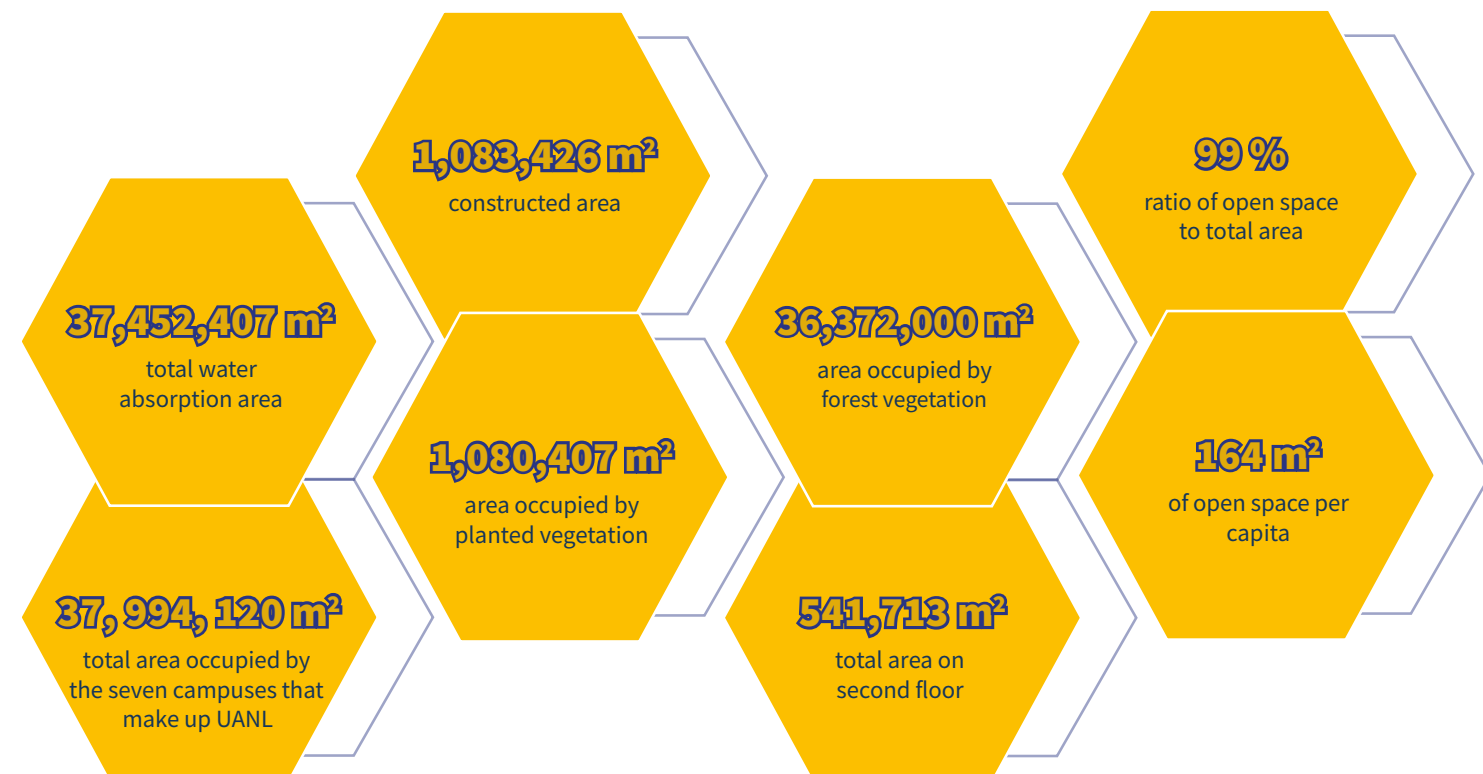 37,452,407 m²
total water
absorption area
37, 994, 120 m²
total area occupied by
the seven campuses that
make up UANL
1,083,426 m²
constructed area
1,080,407 m²
area occupied by
planted vegetation
36,372,000 m²
area occupied by
forest vegetation
541,713 m²
total area on
second floor
99 %
ratio of open space
to total area
164 m²
of open space per
capita